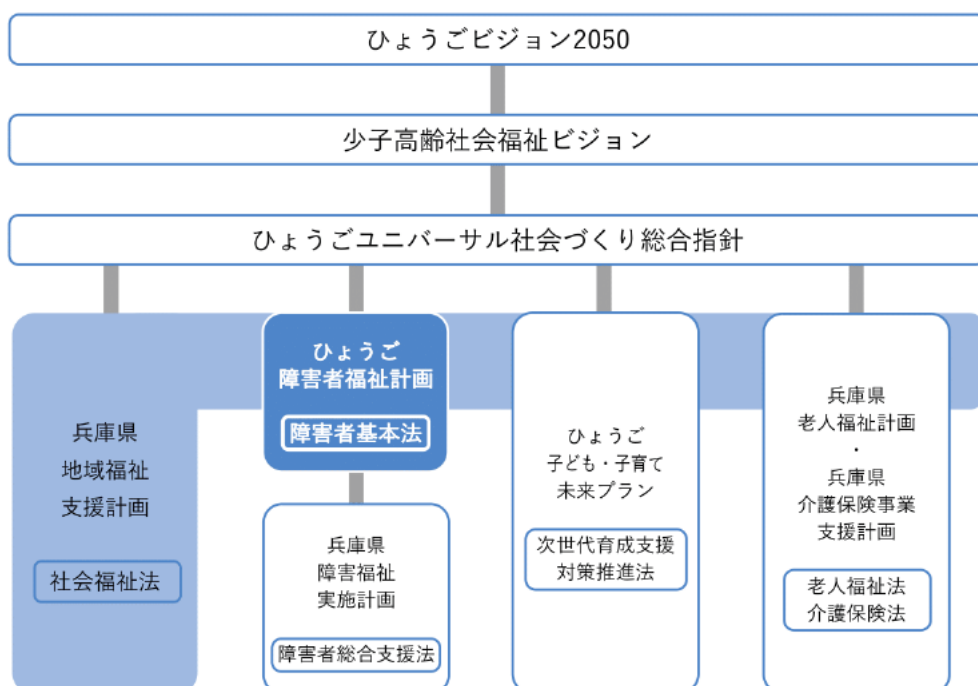 ひょうごビジョン2050
少子高齢社会福祉ビジョン
ひょうごユニバーサル社会づくり総合指針
兵庫県
地域福祉
支援計画
社会福祉法
ひょうご
障害者福祉計画
障害者基本法
兵庫県
障害福祉
実施計画
障害者総合支援法
ひょうご
子ども・子育て
未来プラン
次世代育成支援
対策推進法
兵庫県
老人福祉計画
・
兵庫県
介護保険事業
支援計画
老人福祉法
介護保険法